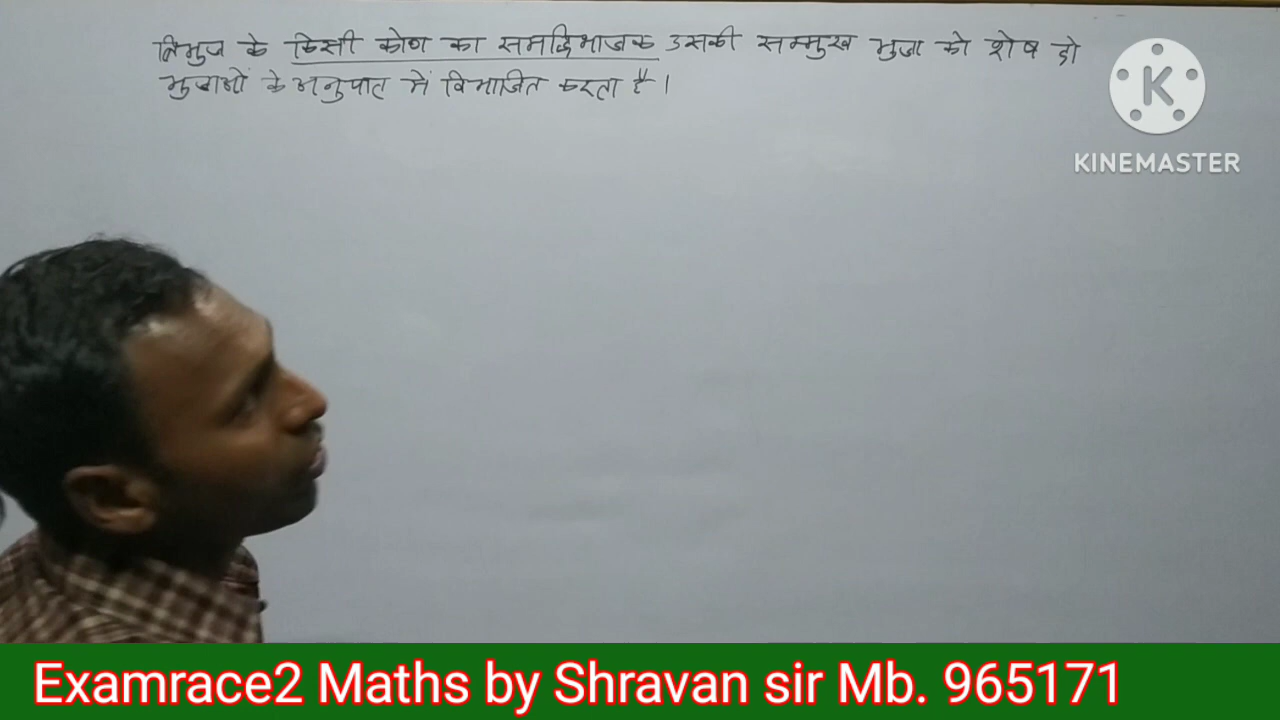 त्रिभुज के किसी कोण का समद्विभाजक उसकी सम्मुख भुजा को शेष दो
भुजाओं के अनुपात में विभाजित करता है।
K
KINEMASTER
Examrace2 Maths by Shravan sir Mb. 965171